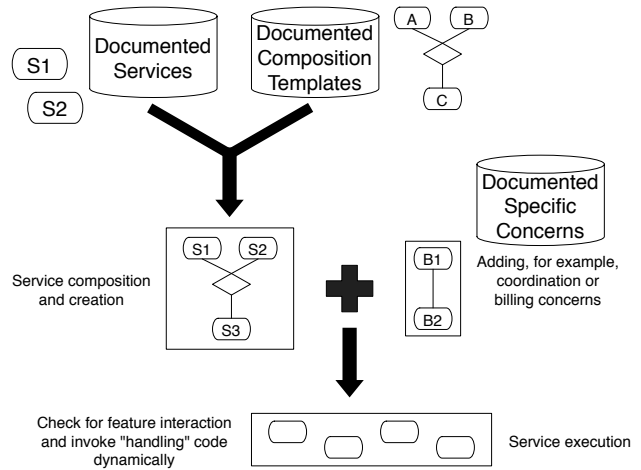 Documented
Services
Documented
Composition
Templates
A
B
C
S1
S2
Documented
Specific
Concerns
S1
S2
S3
Service composition
and creation
B1
B2
Adding, for example,
coordination or
billing concerns
Check for feature interaction
and invoke "handling" code
dynamically
Service execution